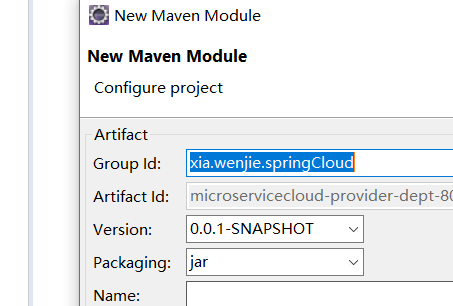 New Maven Module
New Maven Module
Configure project
Artifact
Group Id: xia.wenjie.springCloud
Artifact Id: microservicecloud-provider-dept-80
Version: 0.0.1-SNAPSHOT
Packaging: jar
Name: